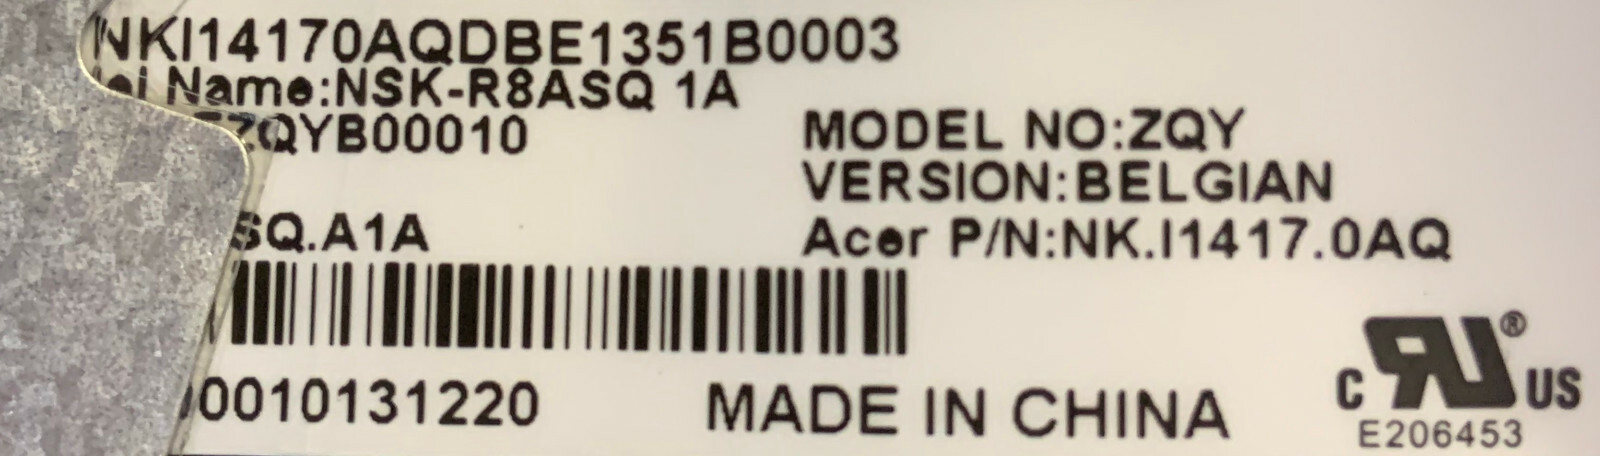 NKI14170AQDBE1351B0003
Name:NSK-R8ASQ 1A
ZQYB00010
MODEL NO:ZQY
VERSION:BELGIAN
SQ.A1A
Acer P/N:NK.I1417.0AQ
0010131220
MADE IN CHINA
C RU® US
E206453